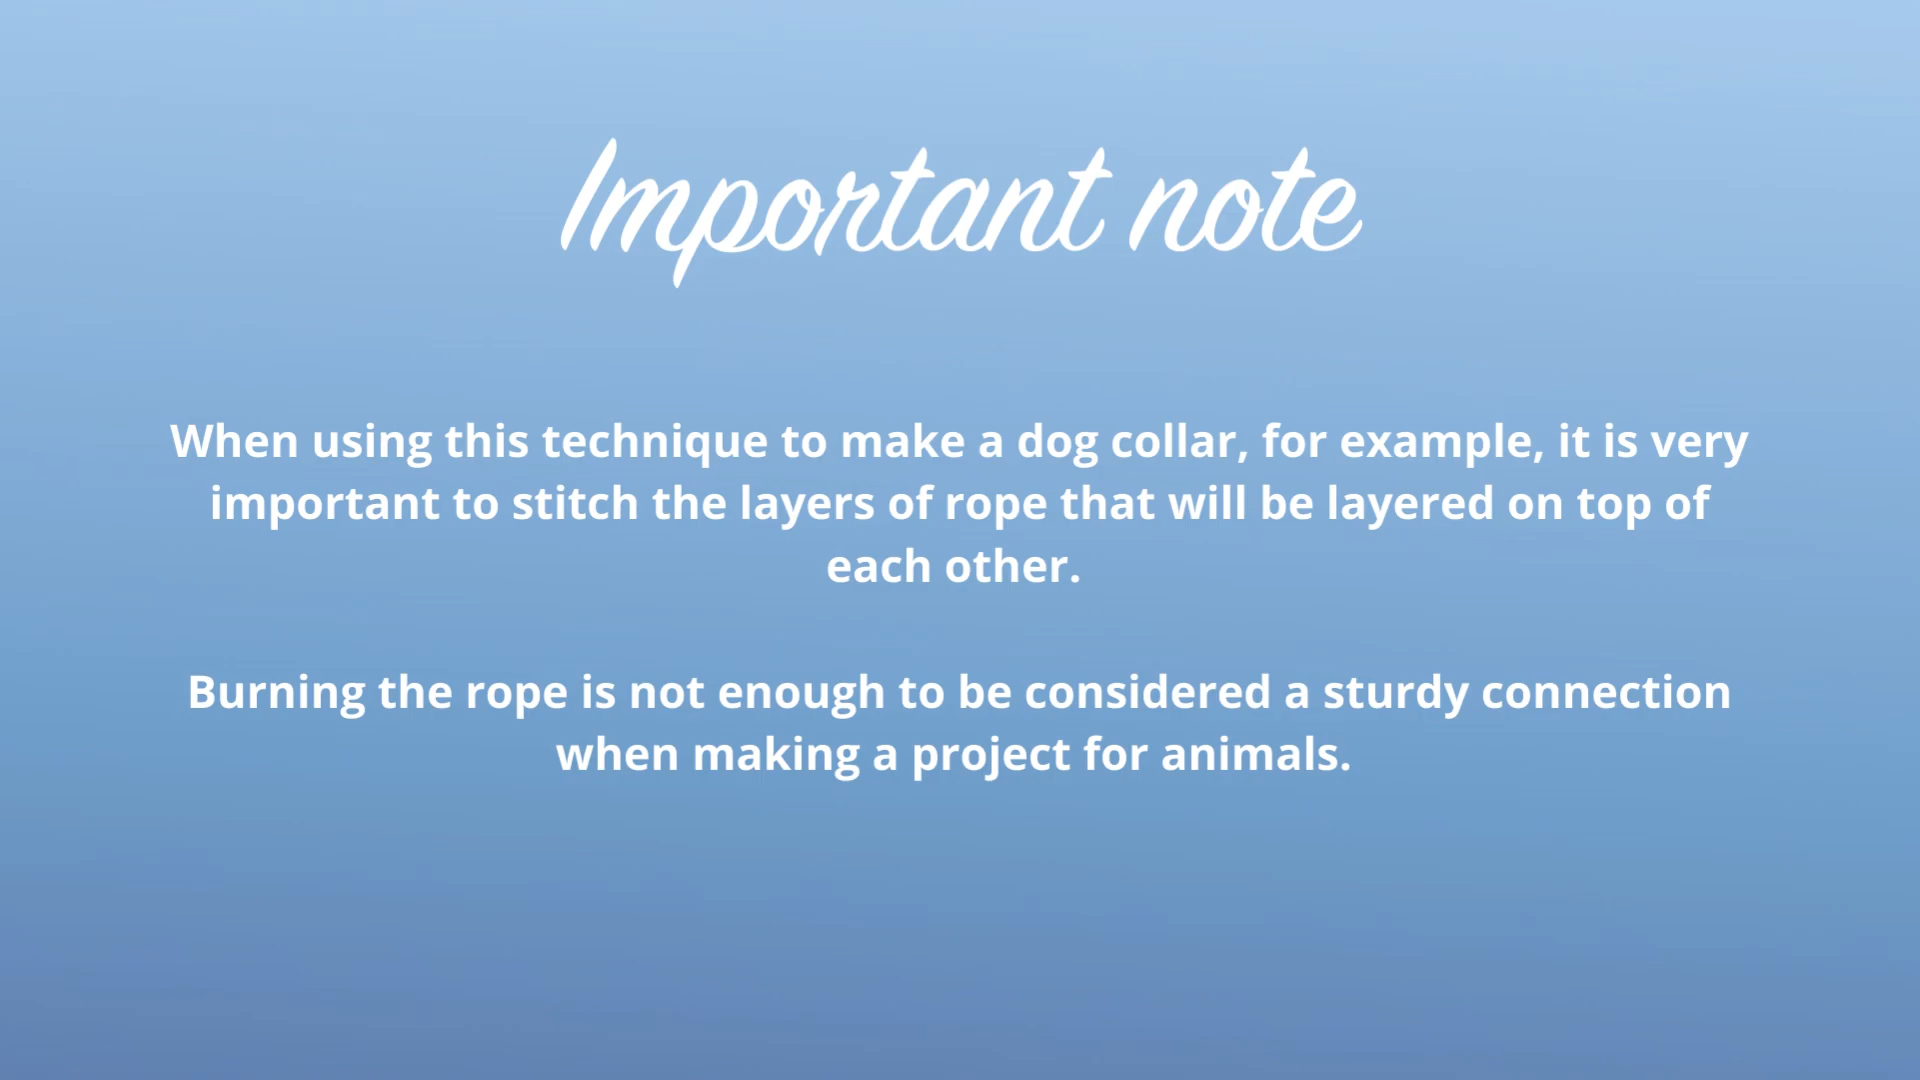 Important note
When using this technique to make a dog collar, for example, it is very
important to stitch the layers of rope that will be layered on top of
each other.
Burning the rope is not enough to be considered a sturdy connection
when making a project for animals.